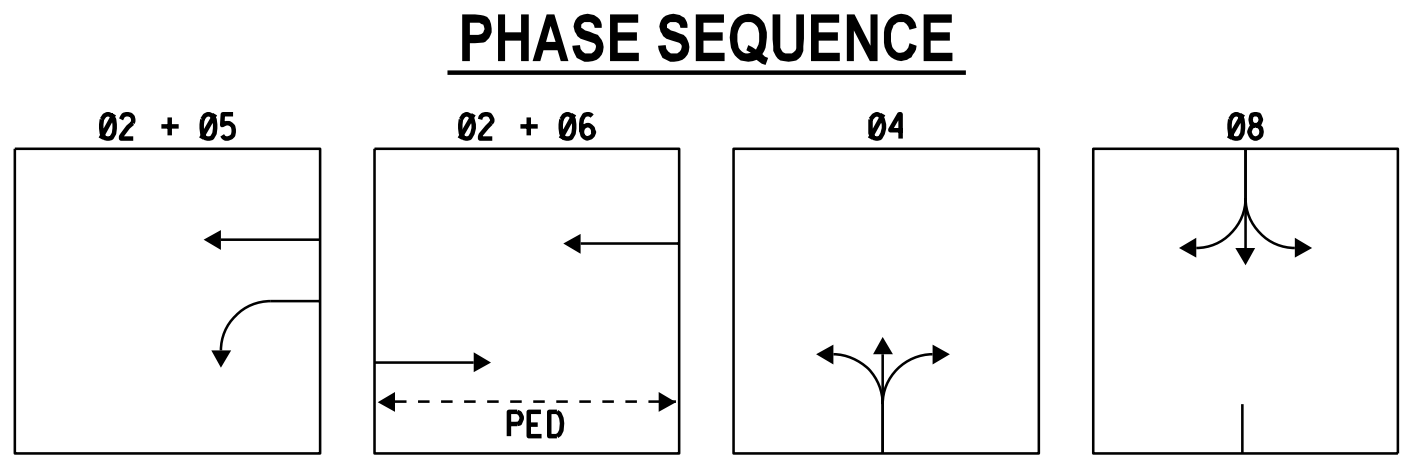 PHASE SEQUENCE
Ø2 + Ø5
Ø2 + Ø6
Ø4
Ø8
PED